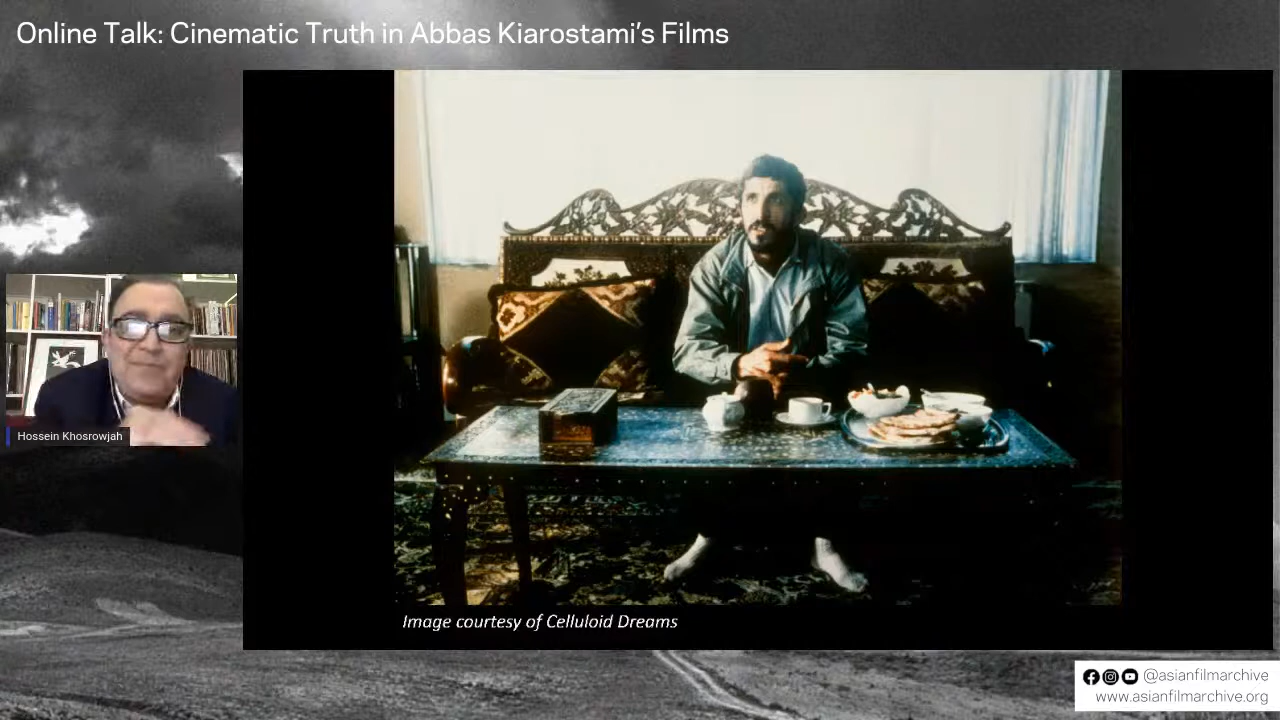 Online Talk: Cinematic Truth in Abbas Kiarostami's Films
Hossein Khosrowjah
Image courtesy of Celluloid Dreams
@asianfilmarchive
www.asianfilmarchive.org